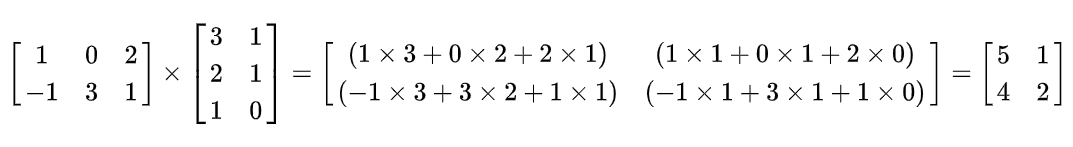 [1 0 2; −1 3 1] × [3 1; 2 1; 1 0] = [(1 × 3 + 0 × 2 + 2 × 1) (1 × 1 + 0 × 1 + 2 × 0); (−1 × 3 + 3 × 2 + 1 × 1) (−1 × 1 + 3 × 1 + 1 × 0)] = [5 1; 4 2]